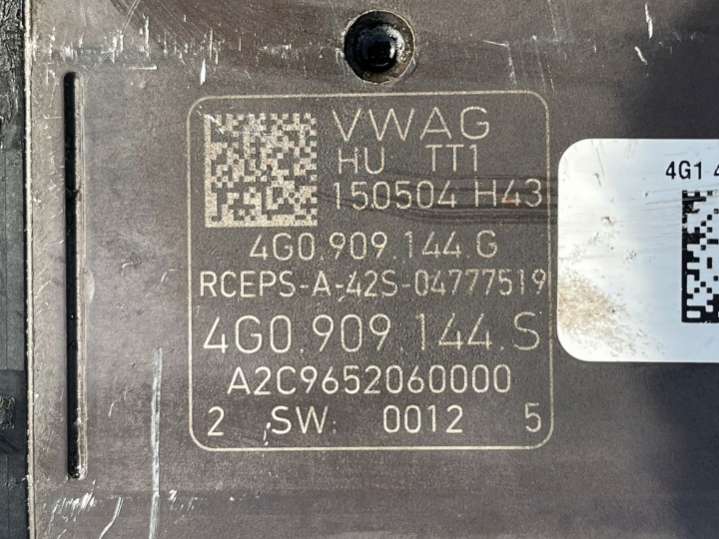 VWAG
HU TT1
150504 H43
4G0.909.144.G
RCEPS-A-42S-04777519
4G0.909.144.S
A2C9652060000
2 SW: 0012 5
4G1 4